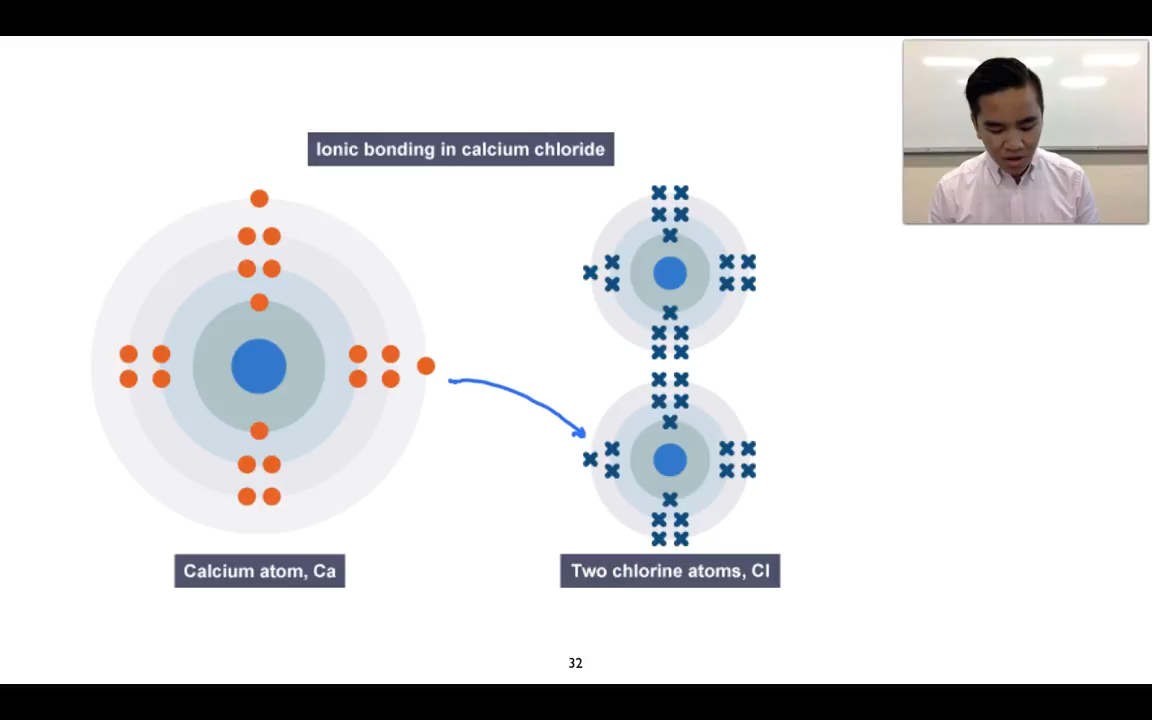 Ionic bonding in calcium chloride
Calcium atom, Ca
Two chlorine atoms, Cl
32